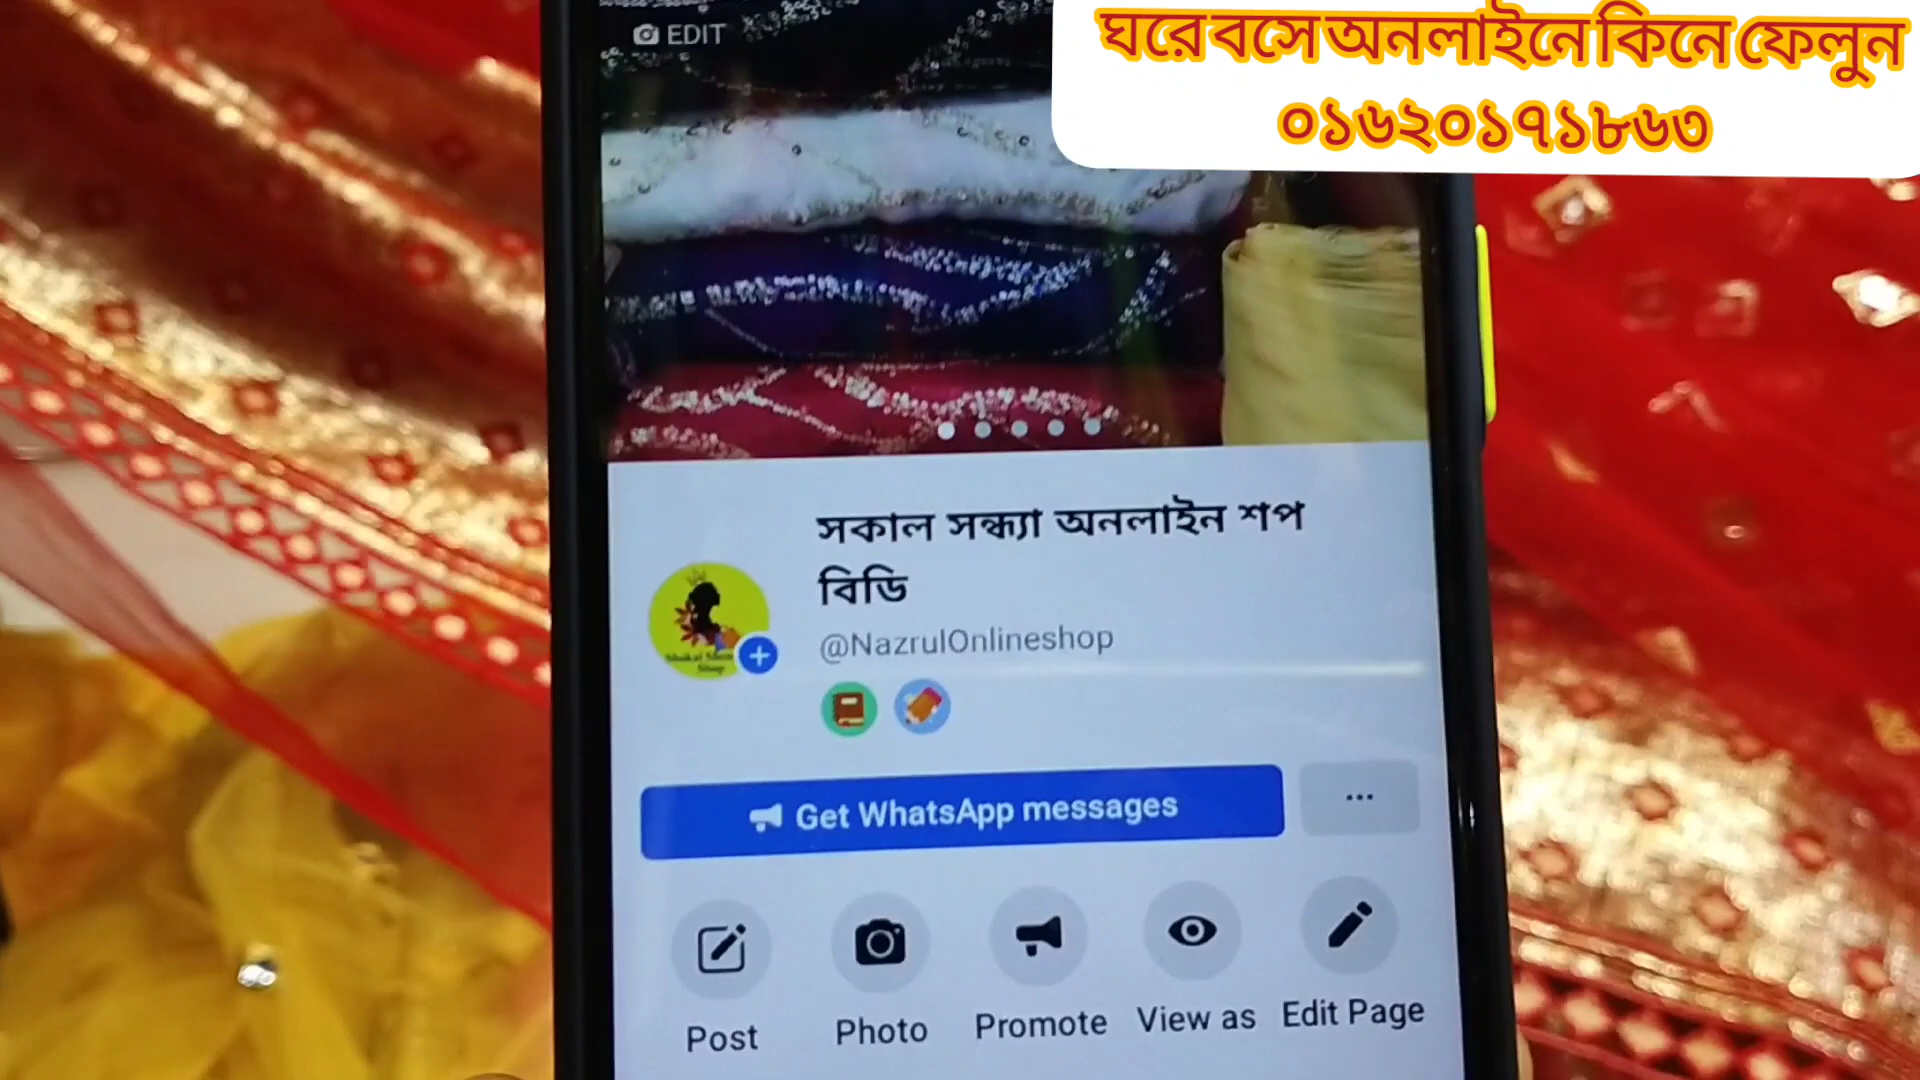 EDIT
ঘরে বসে অনলাইনে কিনে ফেলুন
০১৬২০১৭১৮৬৩
সকাল সন্ধ্যা অনলাইন শপ
বিডি
@NazrulOnlineshop
Get WhatsApp messages
Post Photo Promote View as Edit Page